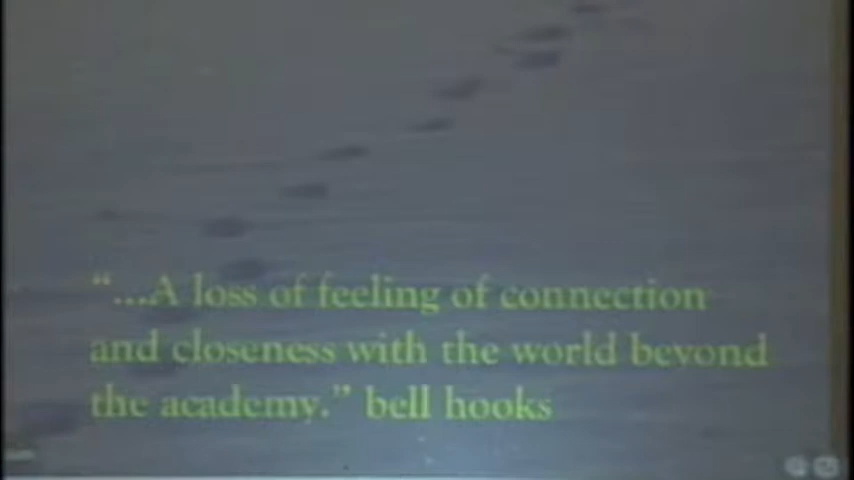 “...A loss of feeling of connection
and closeness with the world beyond
the academy.” bell hooks